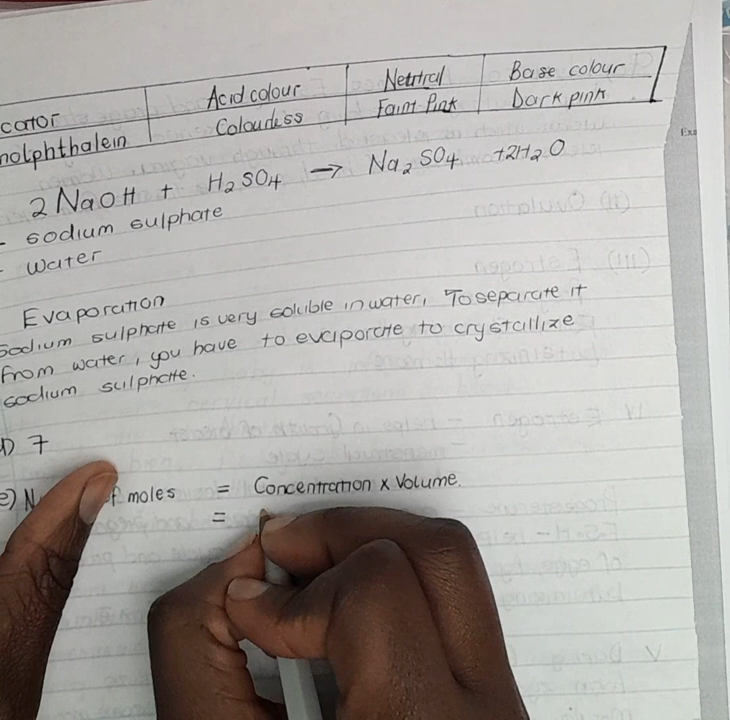 Acid colour Netrtral Base colour
cator Colourless Faint Pink Dark pink
nolphthalein
2 NaOH + H2SO4 → Na2SO4 +2H2O
- sodium sulphate
- water
Evaporation
Sodium sulphate is very soluble in water, To separate it
from water, you have to evaporate to crystallize
sodium sulphate.
d) 7
e) moles = Concentration x Volume.
=